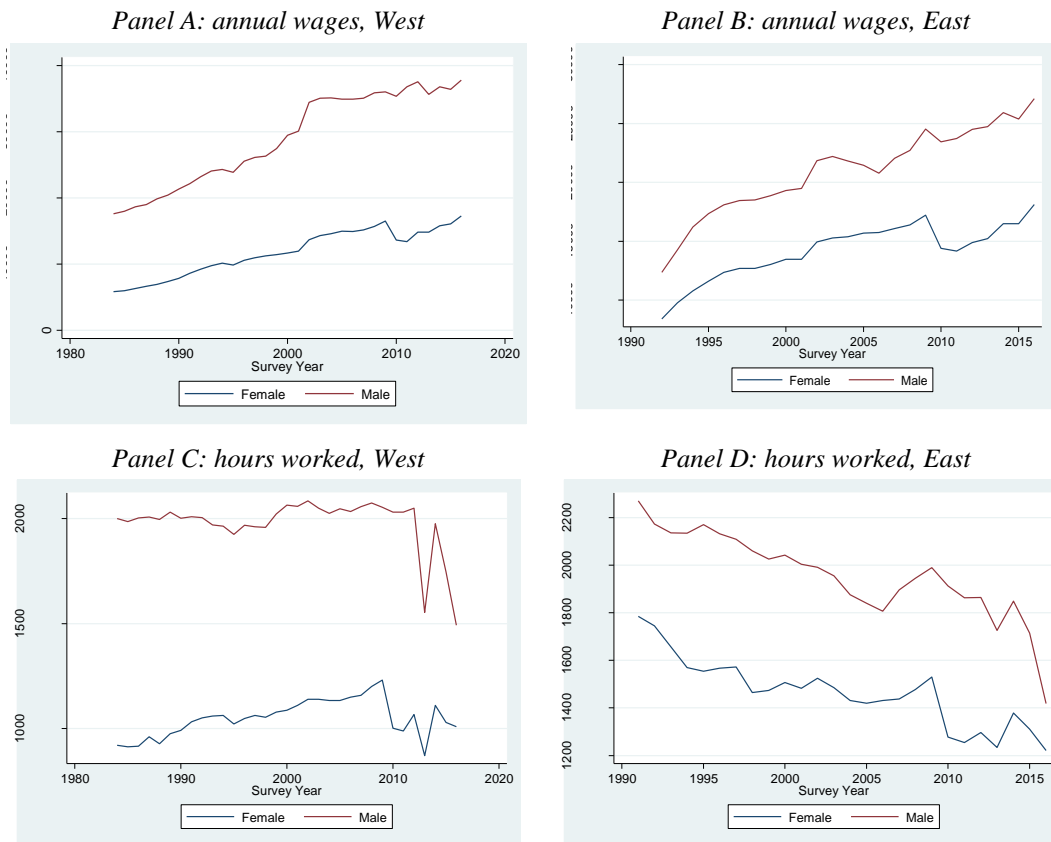 Panel A: annual wages, West
Panel B: annual wages, East
0
1980 1990 2000 2010 2020
Survey Year
Female Male
1990 1995 2000 2005 2010 2015
Survey Year
Female Male
Panel C: hours worked, West
Panel D: hours worked, East
2000
1500
1000
1980 1990 2000 2010 2020
Survey Year
Female Male
2200
2000
1800
1600
1400
1200
1990 1995 2000 2005 2010 2015
Survey Year
Female Male